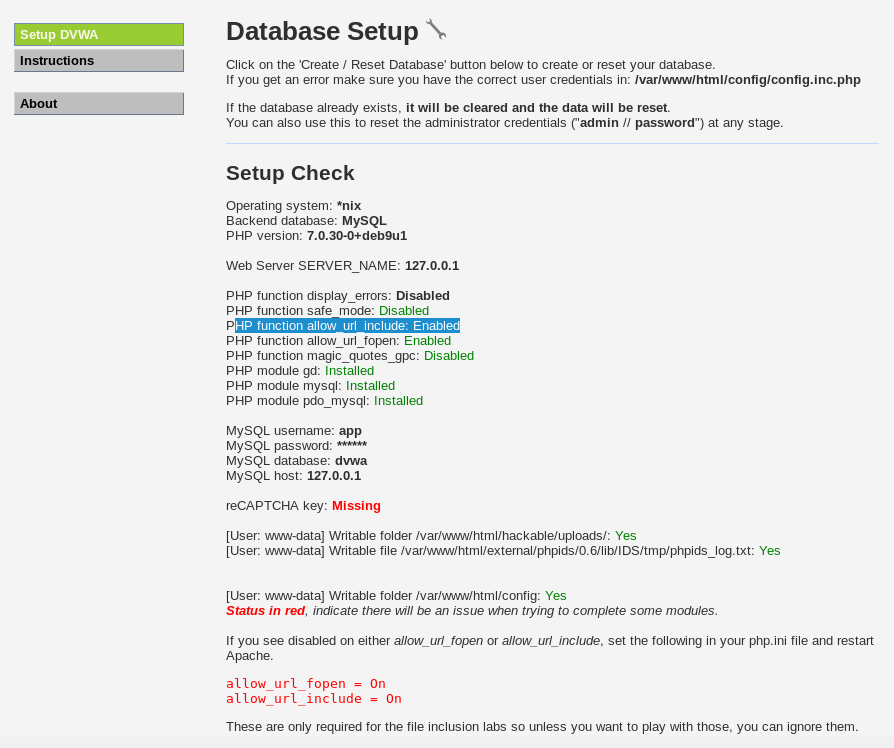 Setup DVWA
Instructions
About
Database Setup
Click on the 'Create / Reset Database' button below to create or reset your database.
If you get an error make sure you have the correct user credentials in: /var/www/html/config/config.inc.php
If the database already exists, it will be cleared and the data will be reset.
You can also use this to reset the administrator credentials ("admin // password") at any stage.
Setup Check
Operating system: *nix
Backend database: MySQL
PHP version: 7.0.30-0+deb9u1
Web Server SERVER_NAME: 127.0.0.1
PHP function display_errors: Disabled
PHP function safe_mode: Disabled
PHP function allow_url_include: Enabled
PHP function allow_url_fopen: Enabled
PHP function magic_quotes_gpc: Disabled
PHP module gd: Installed
PHP module mysql: Installed
PHP module pdo_mysql: Installed
MySQL username: app
MySQL password: ******
MySQL database: dvwa
MySQL host: 127.0.0.1
reCAPTCHA key: Missing
[User: www-data] Writable folder /var/www/html/hackable/uploads/: Yes
[User: www-data] Writable file /var/www/html/external/phpids/0.6/lib/IDS/tmp/phpids_log.txt: Yes
[User: www-data] Writable folder /var/www/html/config: Yes
Status in red, indicate there will be an issue when trying to complete some modules.
If you see disabled on either allow_url_fopen or allow_url_include, set the following in your php.ini file and restart
Apache.
allow_url_fopen = On
allow_url_include = On
These are only required for the file inclusion labs so unless you want to play with those, you can ignore them.